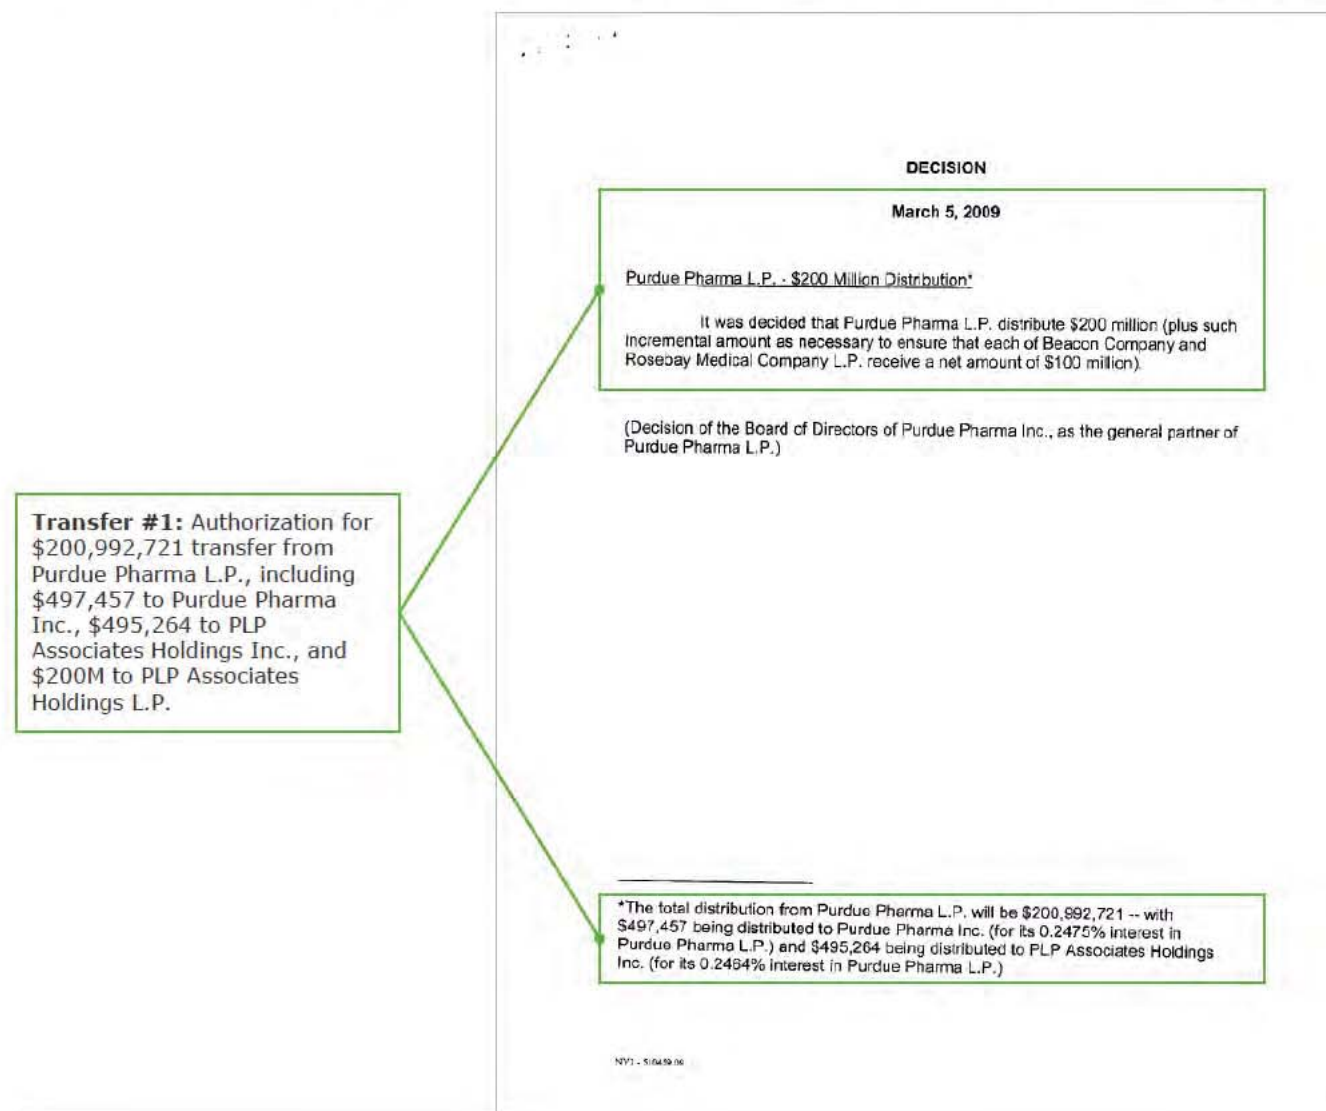 DECISION
March 5, 2009
Purdue Pharma L.P. - $200 Million Distribution*
It was decided that Purdue Pharma L.P. distribute $200 million (plus such
incremental amount as necessary to ensure that each of Beacon Company and
Rosebay Medical Company L.P. receive a net amount of $100 million).
(Decision of the Board of Directors of Purdue Pharma Inc., as the general partner of
Purdue Pharma L.P.)
Transfer #1: Authorization for
$200,992,721 transfer from
Purdue Pharma L.P., including
$497,457 to Purdue Pharma
Inc., $495,264 to PLP
Associates Holdings Inc., and
$200M to PLP Associates
Holdings L.P.
*The total distribution from Purdue Pharma L.P. will be $200,992,721 -- with
$497,457 being distributed to Purdue Pharma Inc. (for its 0.2475% interest in
Purdue Pharma L.P.) and $495,264 being distributed to PLP Associates Holdings
Inc. (for its 0.2464% interest in Purdue Pharma L.P.)